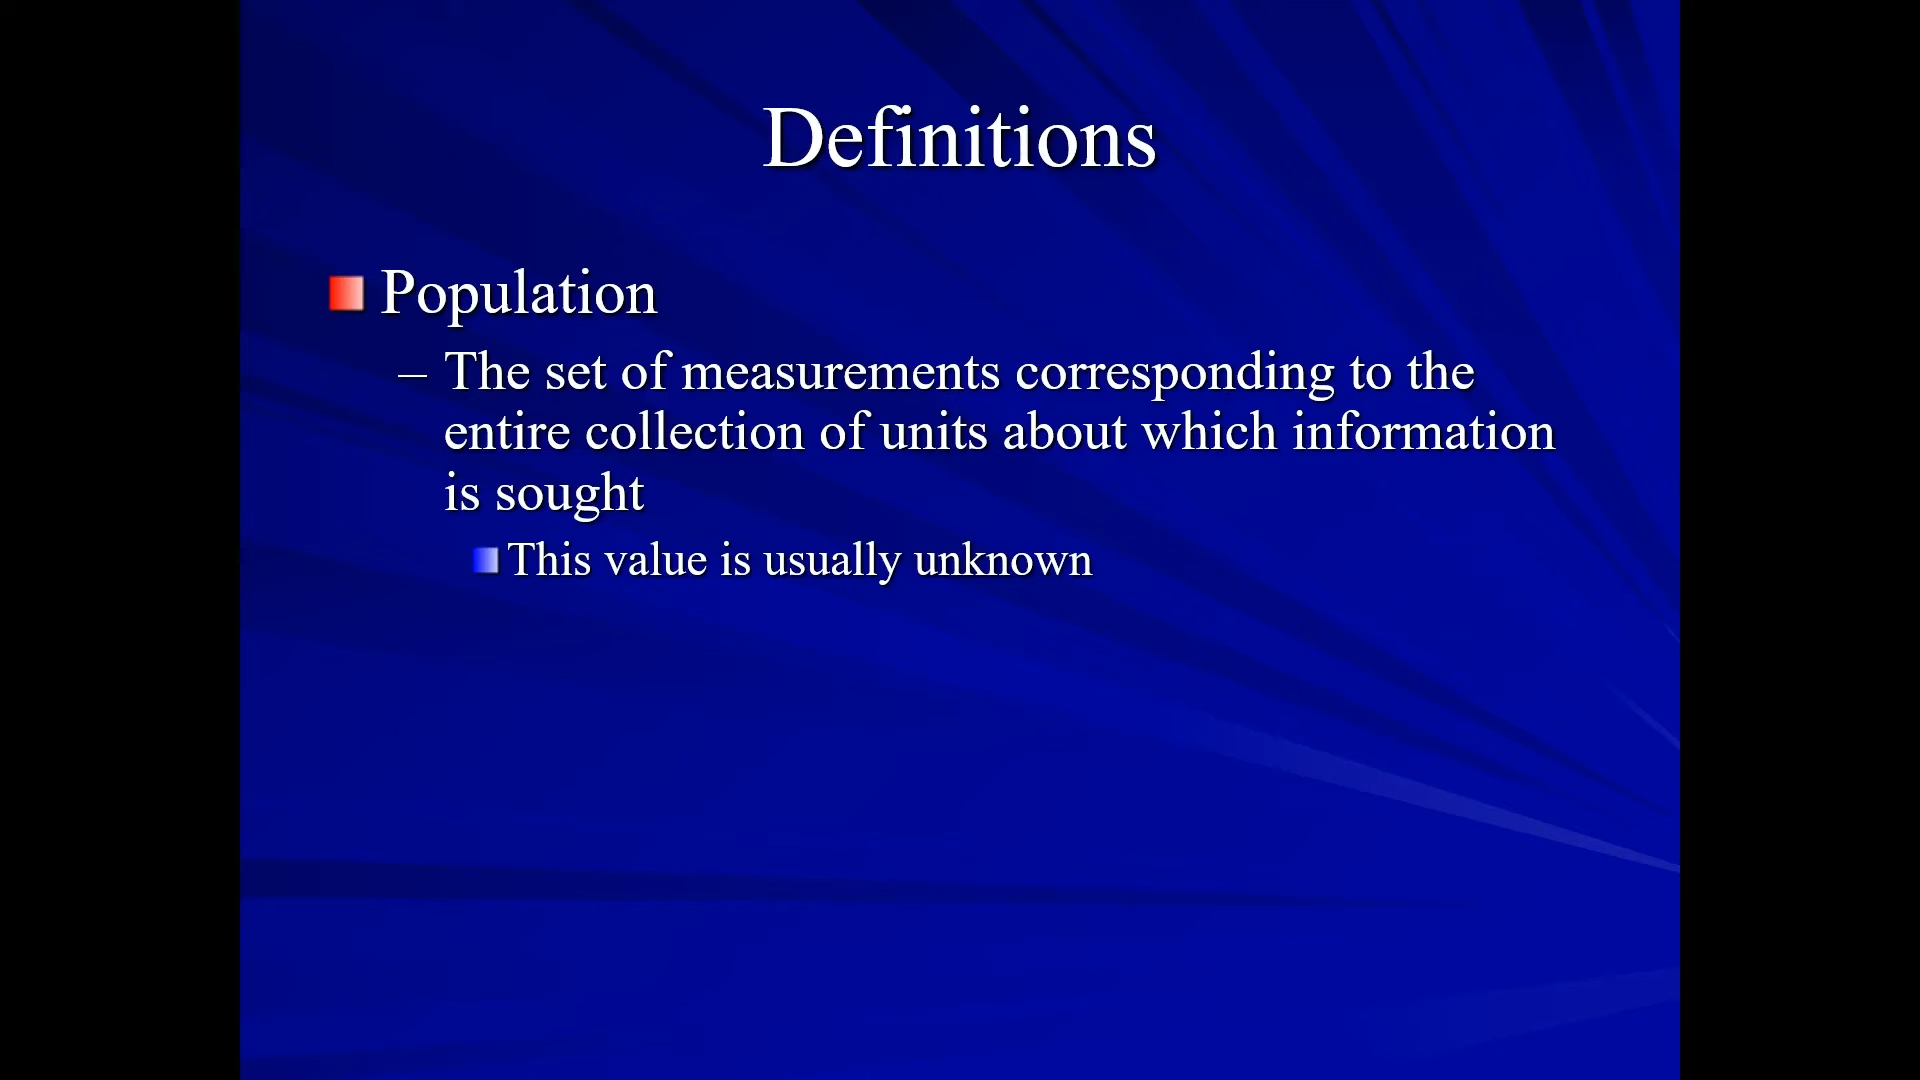 Definitions
Population
– The set of measurements corresponding to the
entire collection of units about which information
is sought
This value is usually unknown